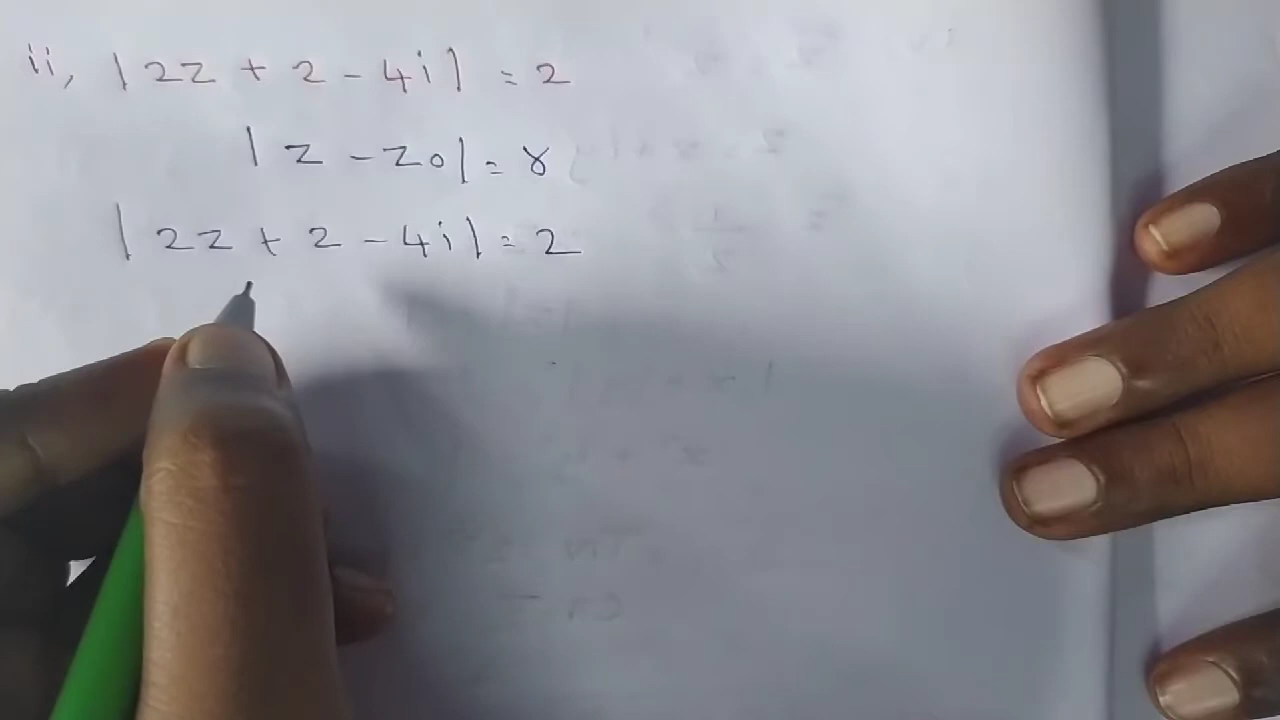 ii, |2z + 2 - 4i| = 2
|z - z0| = r
|2z + 2 - 4i| = 2